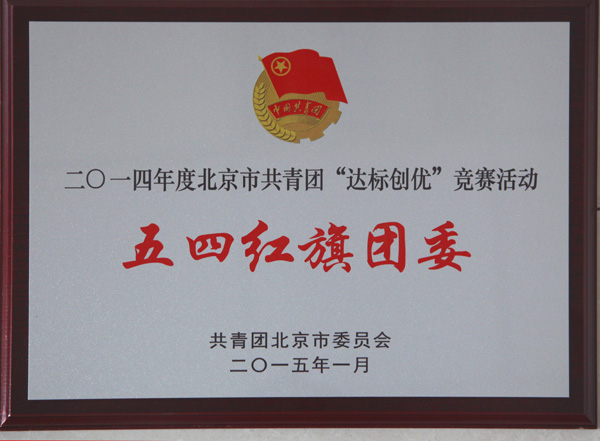 中国共青团
二〇一四年度北京市共青团“达标创优”竞赛活动
五四红旗团委
共青团北京市委员会
二〇一五年一月